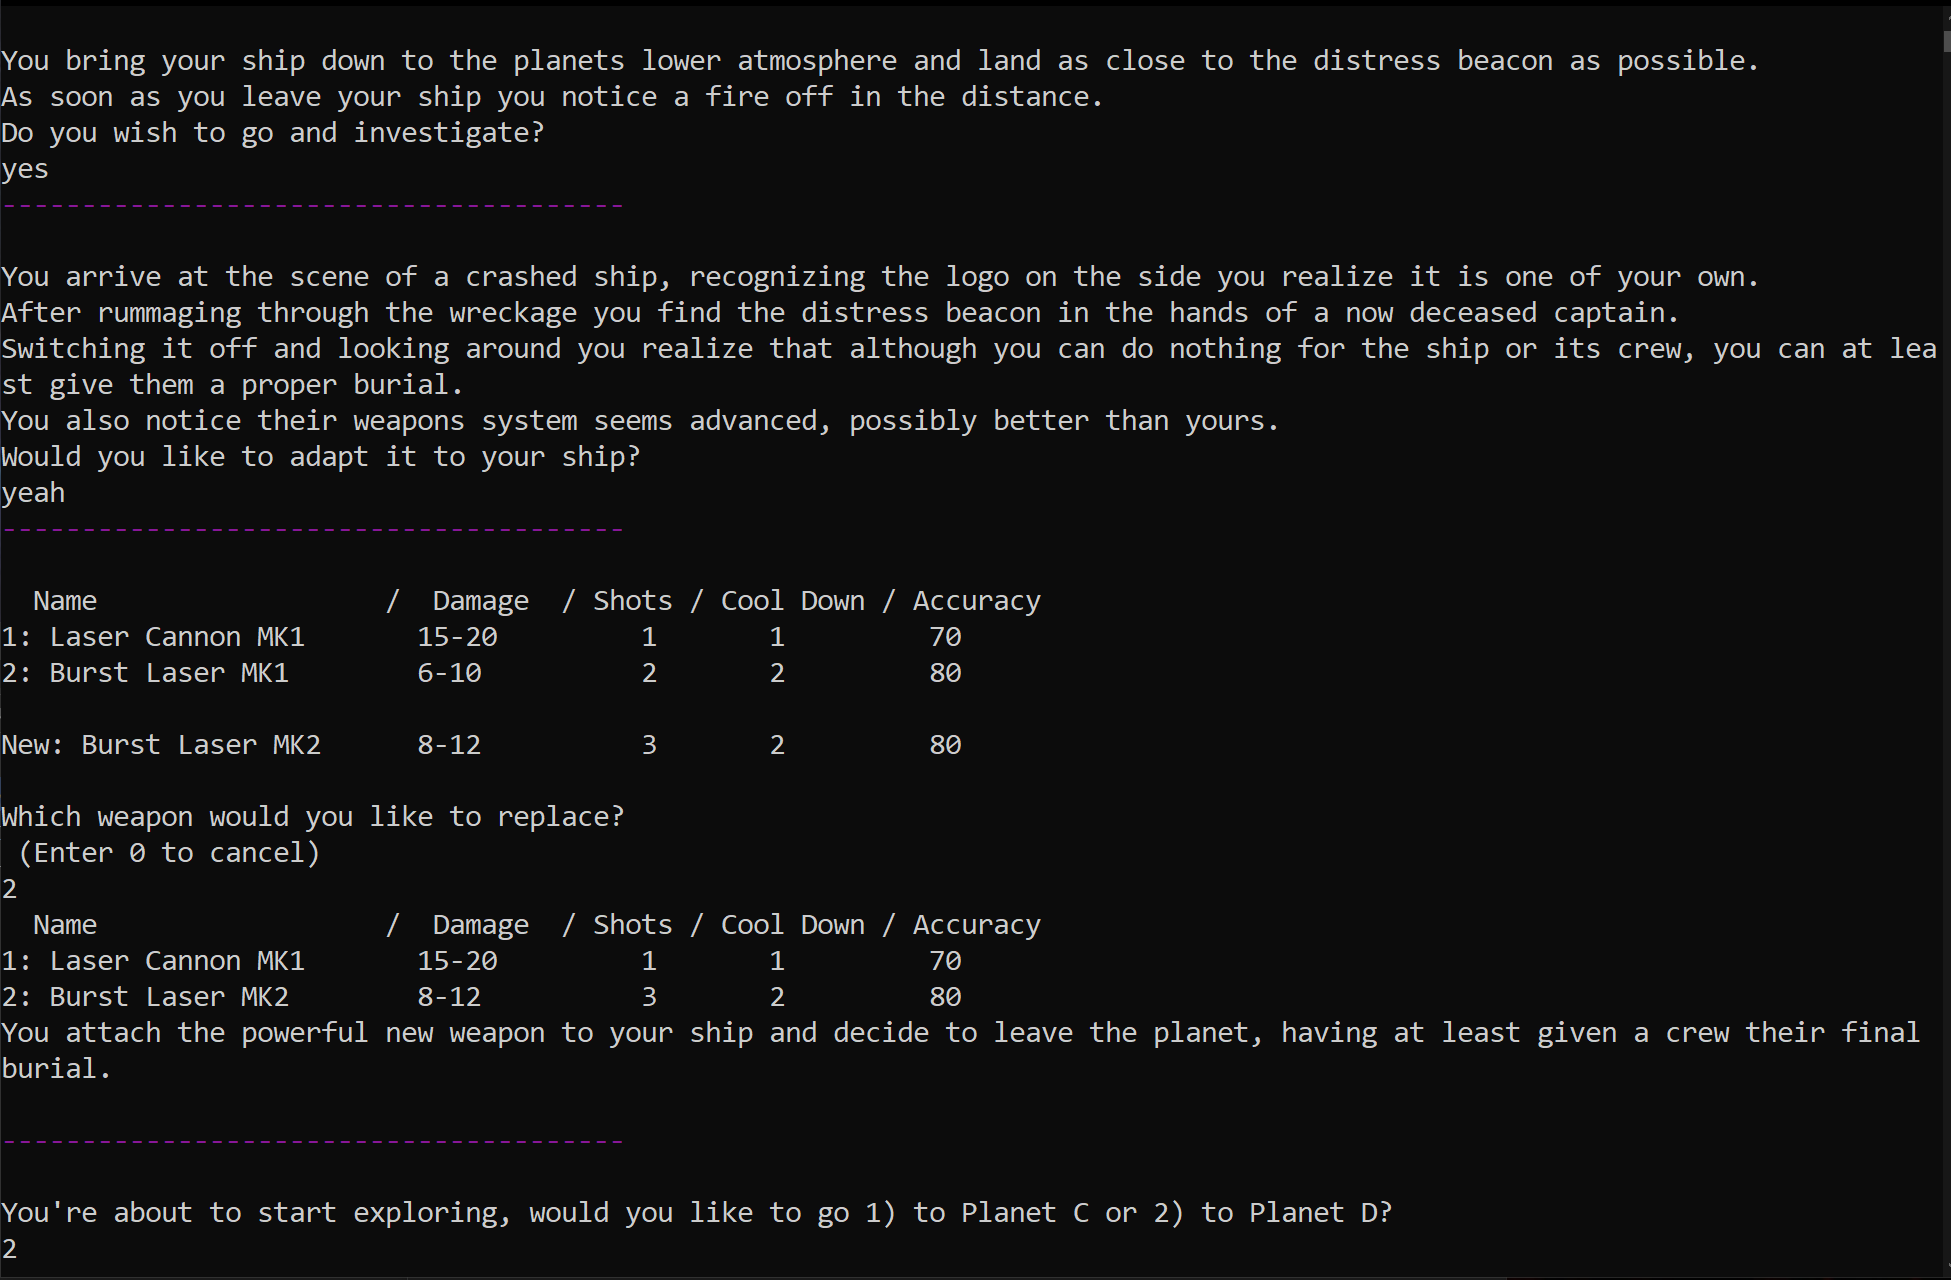 You bring your ship down to the planets lower atmosphere and land as close to the distress beacon as possible.
As soon as you leave your ship you notice a fire off in the distance.
Do you wish to go and investigate?
yes
---------------------------------------
You arrive at the scene of a crashed ship, recognizing the logo on the side you realize it is one of your own.
After rummaging through the wreckage you find the distress beacon in the hands of a now deceased captain.
Switching it off and looking around you realize that although you can do nothing for the ship or its crew, you can at lea
st give them a proper burial.
You also notice their weapons system seems advanced, possibly better than yours.
Would you like to adapt it to your ship?
yeah
---------------------------------------
  Name                  /  Damage  / Shots / Cool Down / Accuracy
1: Laser Cannon MK1       15-20         1       1         70
2: Burst Laser MK1        6-10          2       2         80
New: Burst Laser MK2      8-12          3       2         80
Which weapon would you like to replace?
 (Enter 0 to cancel)
2
  Name                  /  Damage  / Shots / Cool Down / Accuracy
1: Laser Cannon MK1       15-20         1       1         70
2: Burst Laser MK2        8-12          3       2         80
You attach the powerful new weapon to your ship and decide to leave the planet, having at least given a crew their final
burial.
---------------------------------------
You're about to start exploring, would you like to go 1) to Planet C or 2) to Planet D?
2